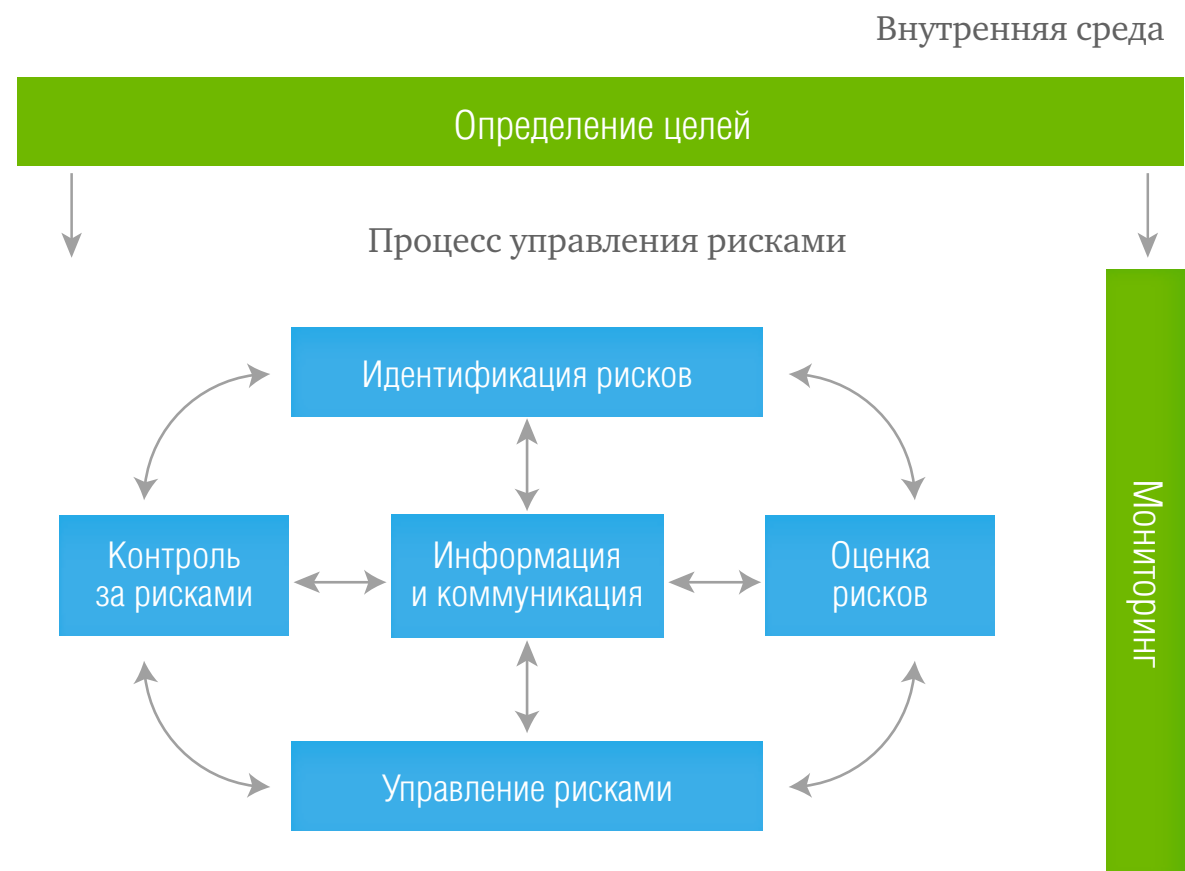 Внутренняя среда
Определение целей
Процесс управления рисками
Идентификация рисков
Контроль
за рисками
Информация
и коммуникация
Оценка
рисков
Мониторинг
Управление рисками